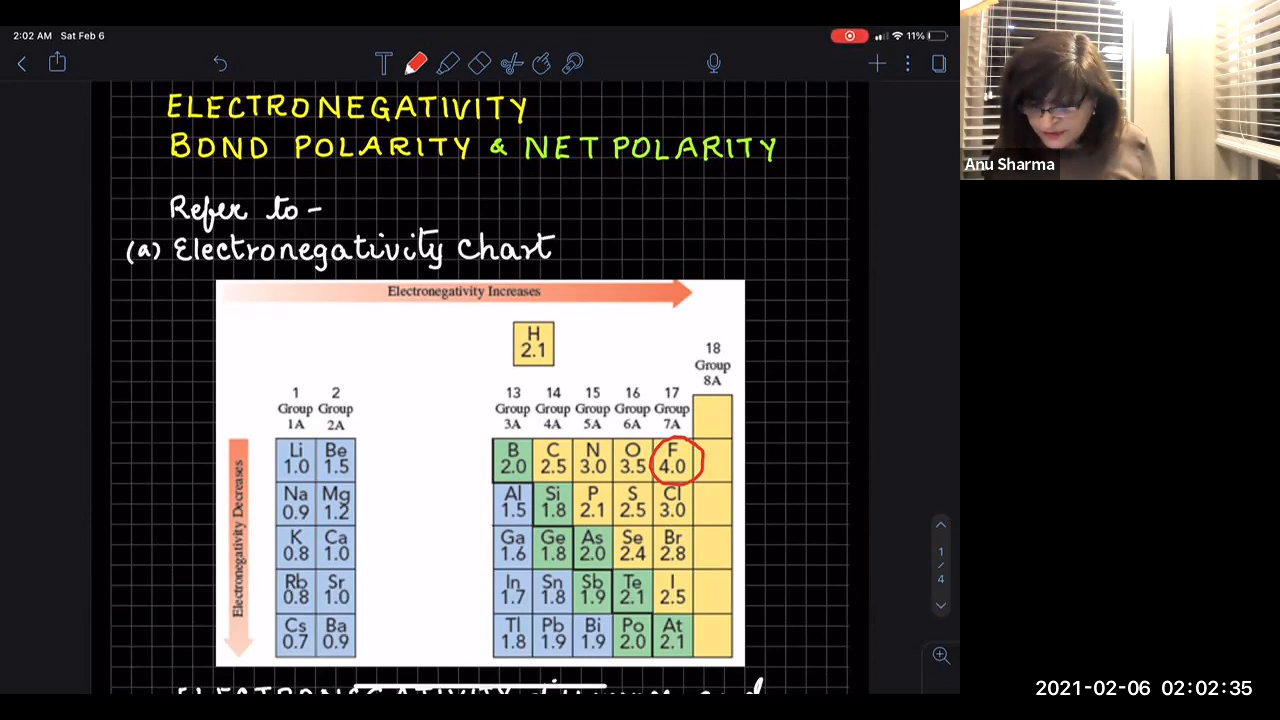 2:02 AM Sat Feb 6
11%
ELECTRONEGATIVITY
BOND POLARITY & NET POLARITY
Refer to -
(a) Electronegativity Chart
Electronegativity Increases
H
2.1
18
Group
8A
1 2 13 14 15 16 17
Group Group Group Group Group Group Group
1A 2A 3A 4A 5A 6A 7A
Electronegativity Decreases
Li Be B C N O F
1.0 1.5 2.0 2.5 3.0 3.5 4.0
Na Mg Al Si P S Cl
0.9 1.2 1.5 1.8 2.1 2.5 3.0
K Ca Ga Ge As Se Br
0.8 1.0 1.6 1.8 2.0 2.4 2.8
Rb Sr In Sn Sb Te I
0.8 1.0 1.7 1.8 1.9 2.1 2.5
Cs Ba Tl Pb Bi Po At
0.7 0.9 1.8 1.9 1.9 2.0 2.1
ELECTRONEGATIVITY
1
/
4
Anu Sharma
2021-02-06 02:02:35